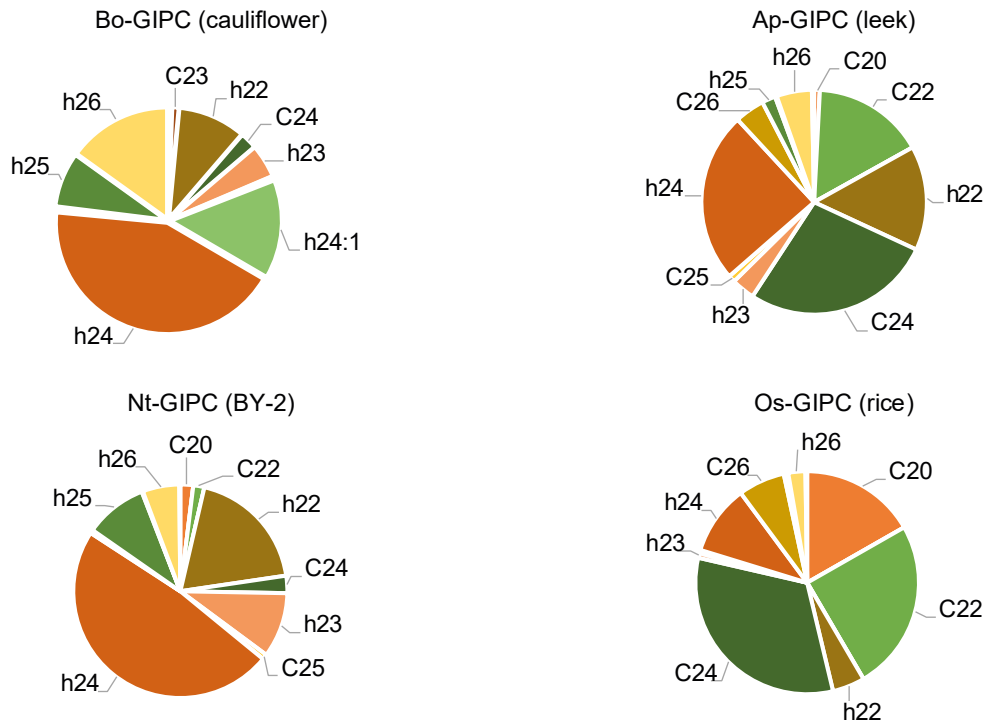 Bo-GIPC (cauliflower)
C23
h22
C24
h23
h24:1
h24
h25
h26
Ap-GIPC (leek)
C20
C22
h22
C24
h23
C25
h24
C26
h25
h26
Nt-GIPC (BY-2)
C20
C22
h22
C24
h23
C25
h24
h25
h26
Os-GIPC (rice)
C20
C22
h22
C24
h23
h24
C26
h26